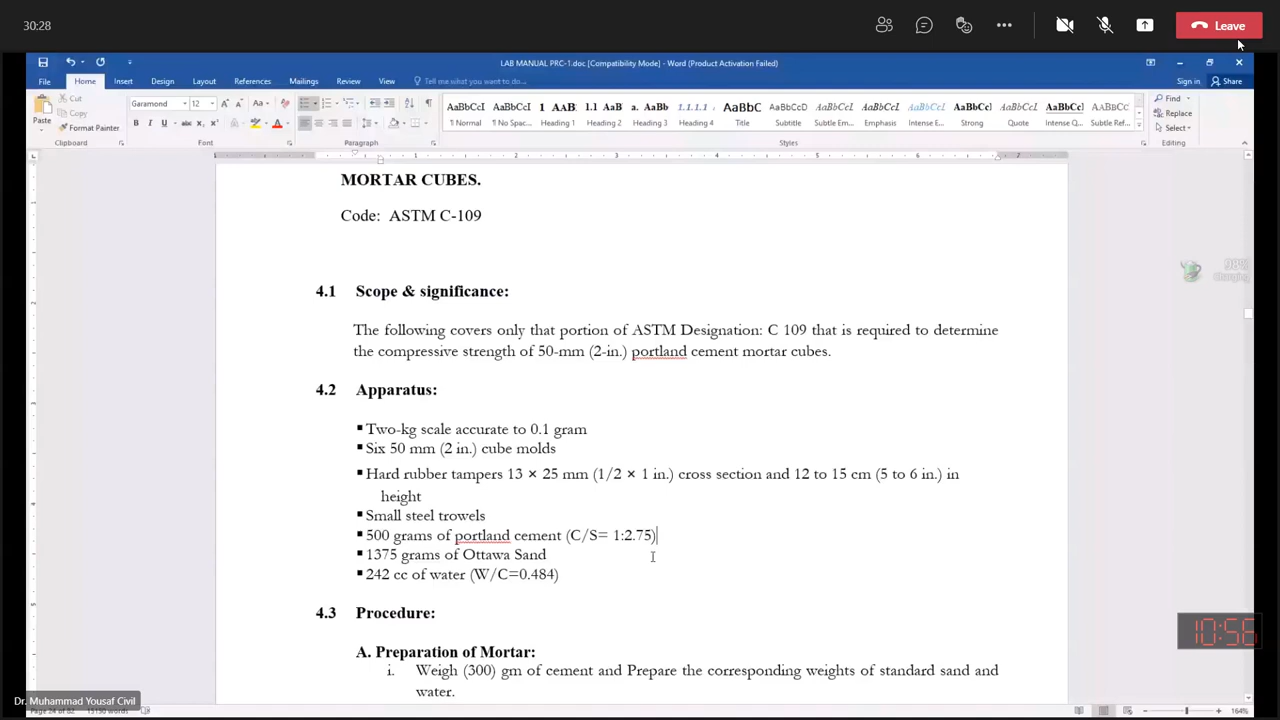 30:28
Leave
LAB MANUAL PRC-1.doc [Compatibility Mode] - Word (Product Activation Failed)
File Home Insert Design Layout References Mailings Review View Tell me what you want to do... Sign in Share
Paste
Cut
Copy
Format Painter
Garamond 12
AaBbCcI AaBbCcI 1 AAB 1.1 AaB a. AaBb 1.1.1.1 AaBbC AaBbCcD AaBbCcI AaBbCcI AaBbCcI AaBbCcI AaBbCcI AaBbCcI AABBCC
¶ Normal ¶ No Spac... Heading 1 Heading 2 Heading 3 Heading 4 Title Subtitle Subtle Em... Emphasis Intense E... Strong Quote Intense Q... Subtle Ref...
Find
Replace
Select
Clipboard Font Paragraph Styles Editing
MORTAR CUBES.
Code: ASTM C-109
98%
Charging
4.1 Scope & significance:
The following covers only that portion of ASTM Designation: C 109 that is required to determine
the compressive strength of 50-mm (2-in.) portland cement mortar cubes.
4.2 Apparatus:
▪ Two-kg scale accurate to 0.1 gram
▪ Six 50 mm (2 in.) cube molds
▪ Hard rubber tampers 13 × 25 mm (1/2 × 1 in.) cross section and 12 to 15 cm (5 to 6 in.) in
height
▪ Small steel trowels
▪ 500 grams of portland cement (C/S= 1:2.75)
▪ 1375 grams of Ottawa Sand
▪ 242 cc of water (W/C=0.484)
4.3 Procedure:
10:56
A. Preparation of Mortar:
i. Weigh (300) gm of cement and Prepare the corresponding weights of standard sand and
water.
Dr. Muhammad Yousaf Civil
164%